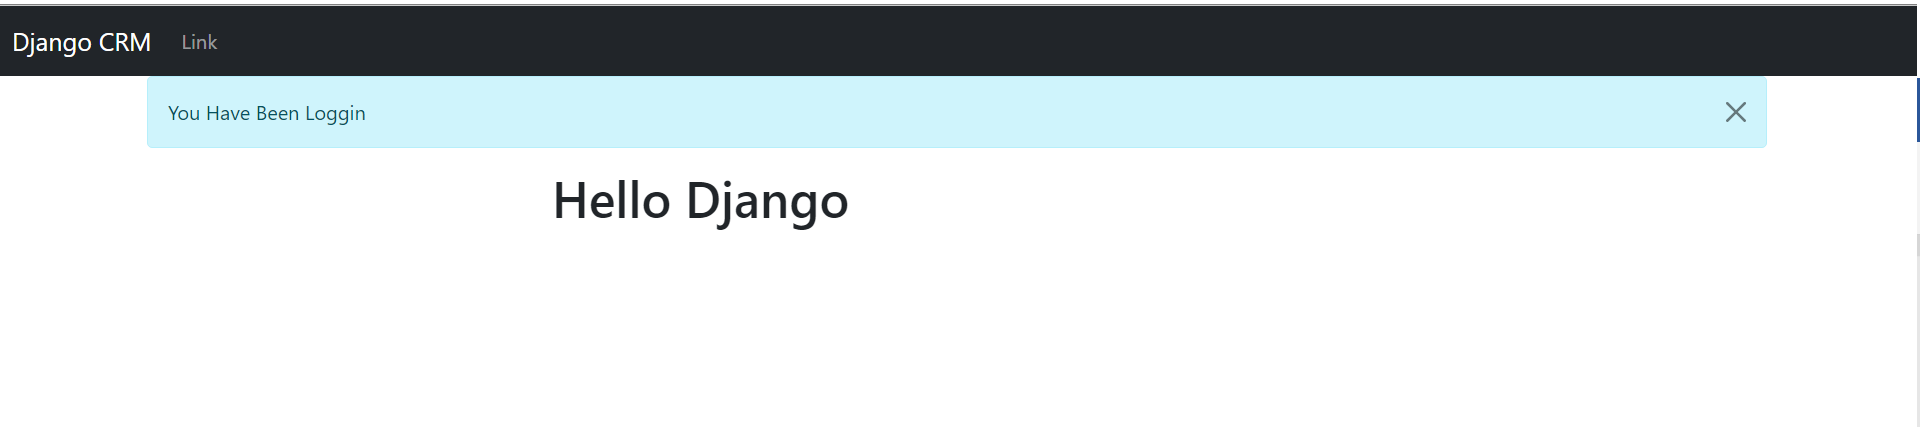 Django CRM Link
You Have Been Loggin
Hello Django